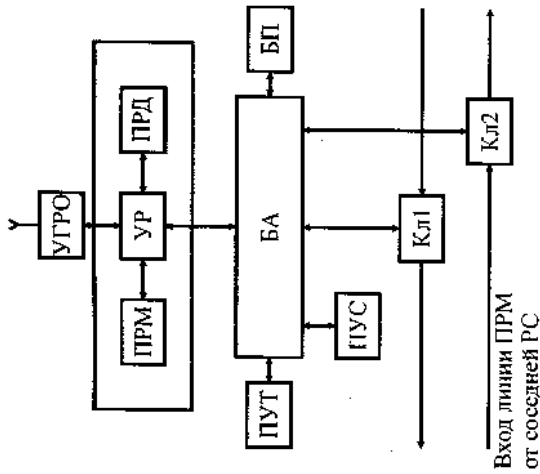 УГРО
ПРМ
УР
ПРД
БА
БП
ПУТ
ПУС
Кл1
Кл2
Вход линии ПРМ
от соседней РС